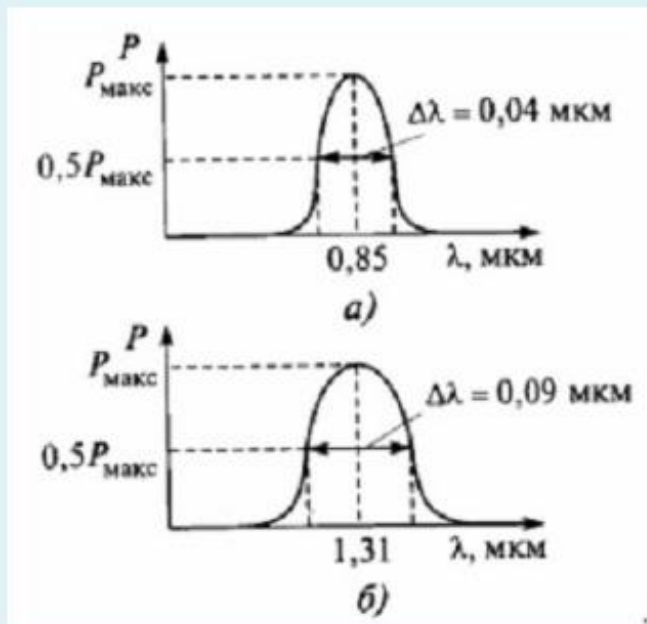 P
Pмакс
Δλ = 0,04 мкм
0,5Pмакс
0,85
λ, мкм
а)
P
Pмакс
Δλ = 0,09 мкм
0,5Pмакс
1,31
λ, мкм
б)